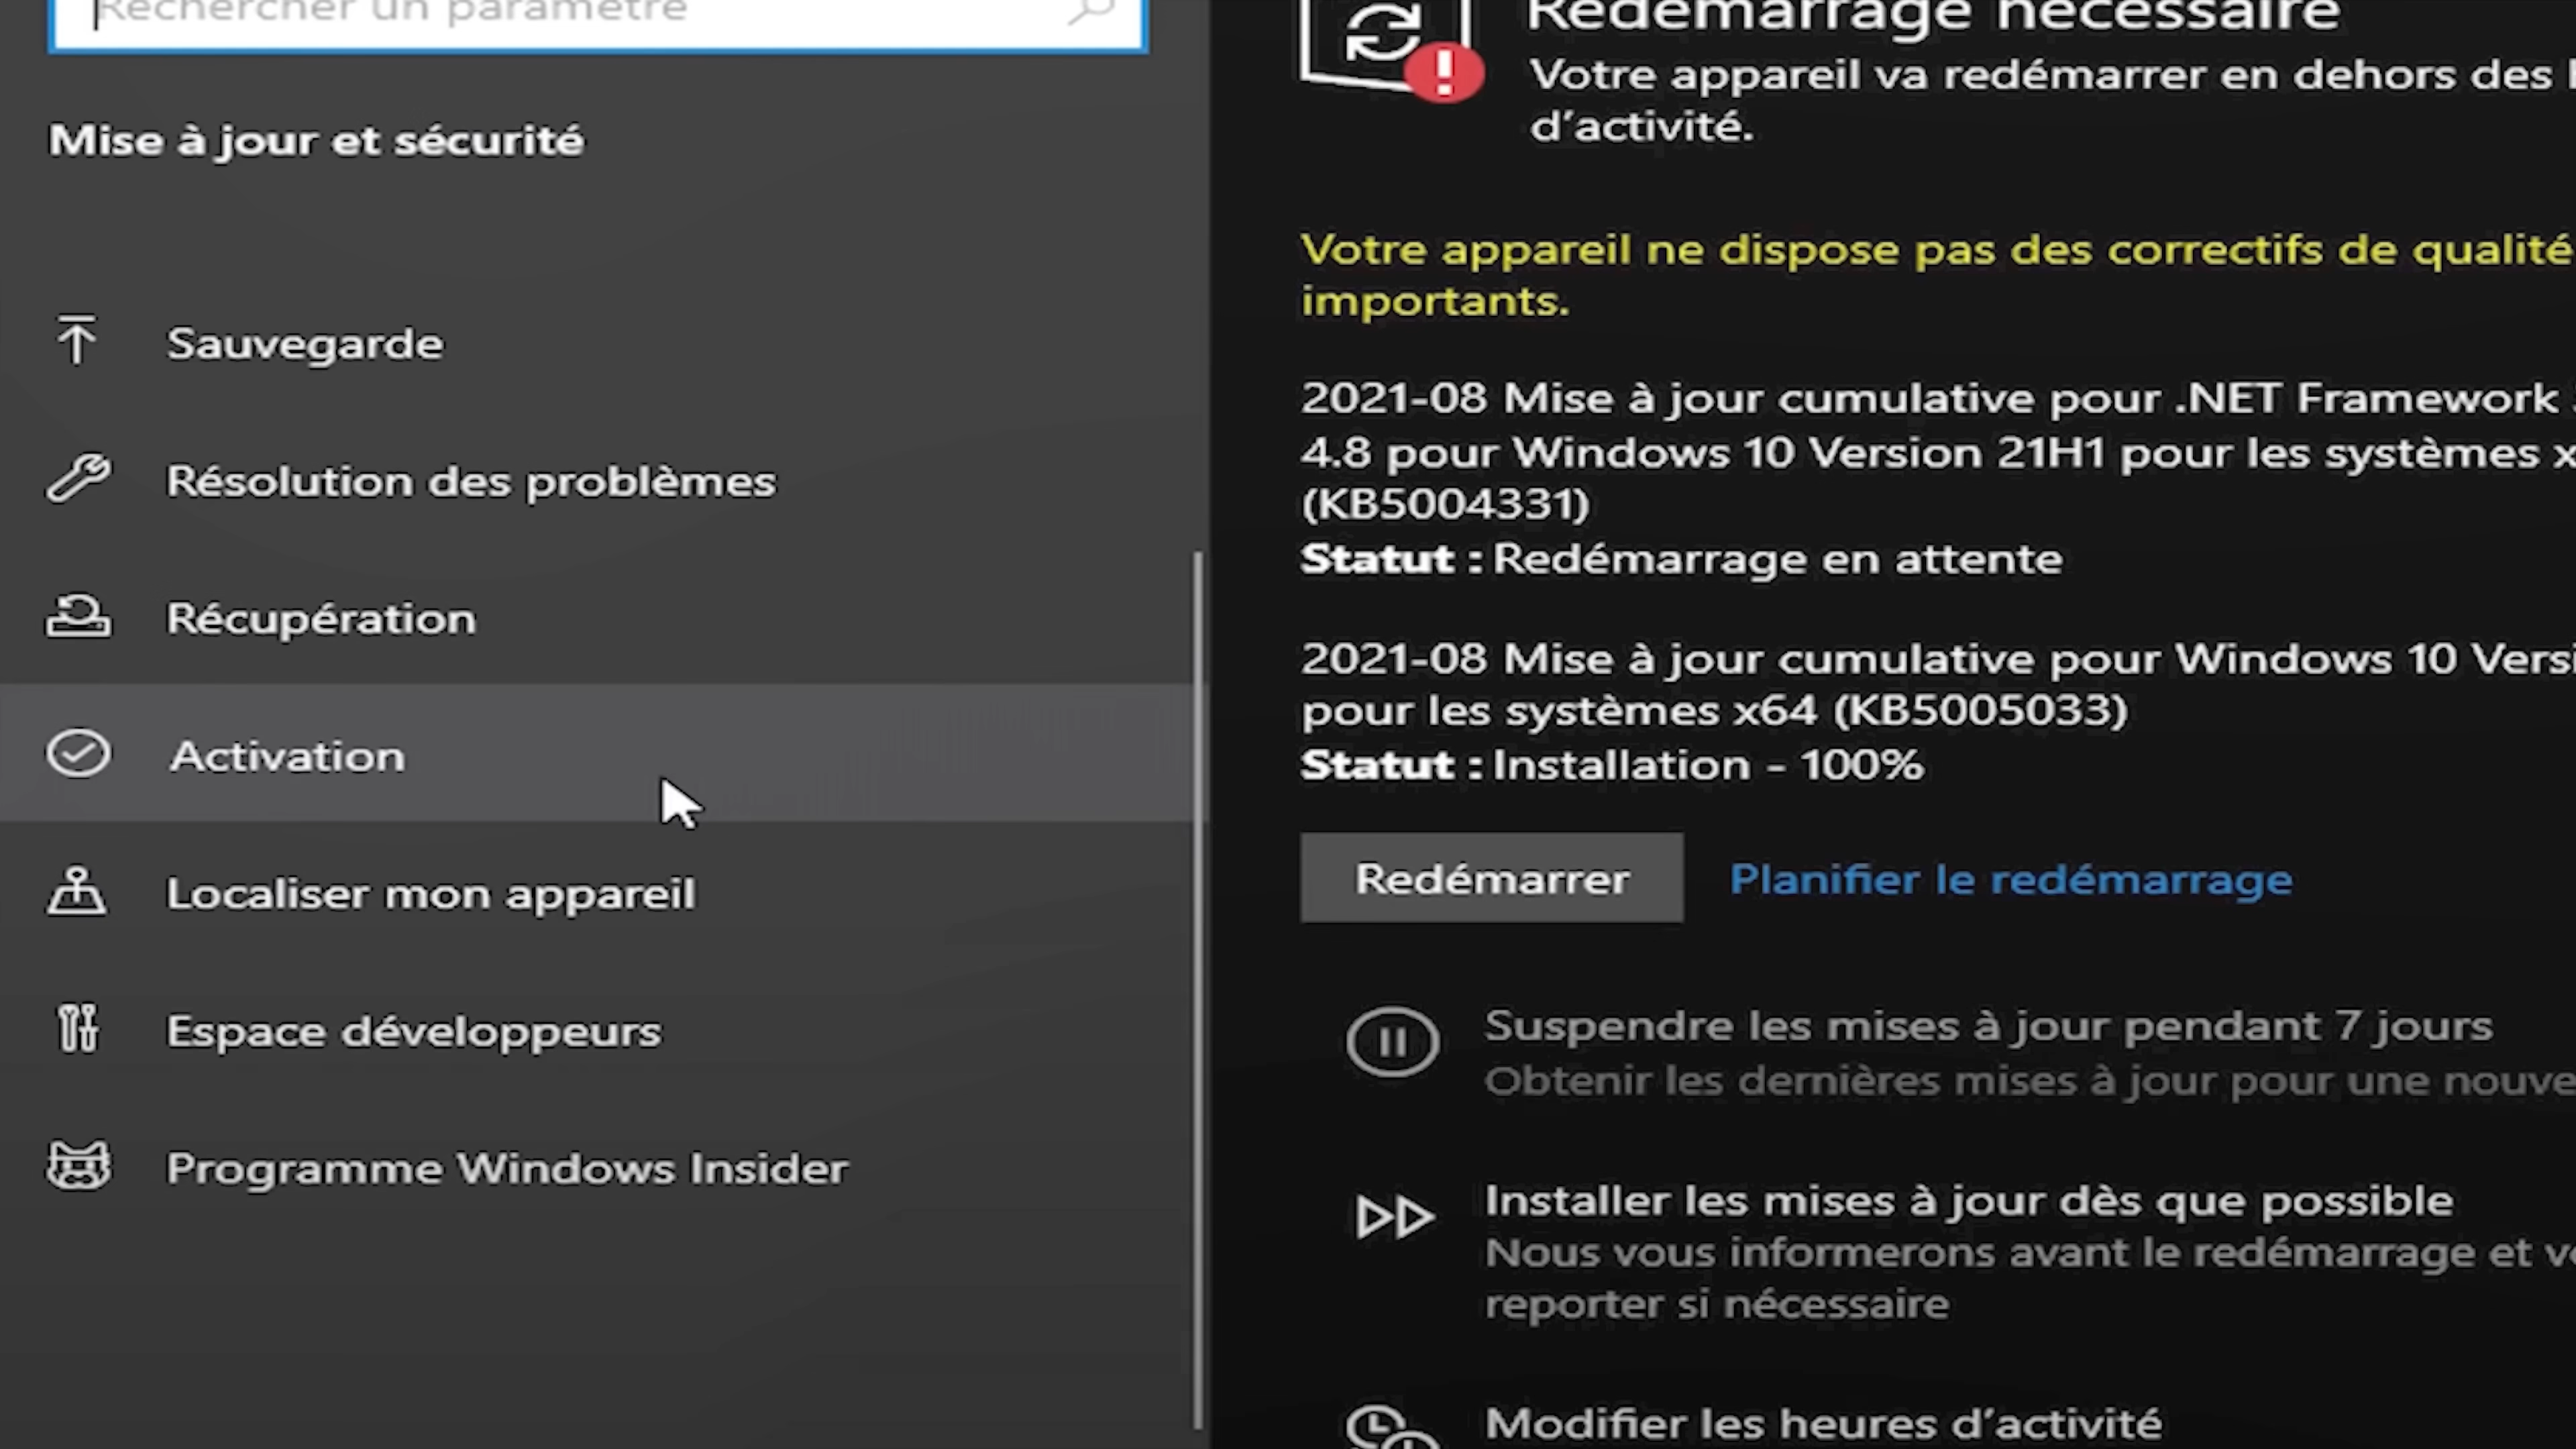 Rechercher un paramètre
Mise à jour et sécurité
Sauvegarde
Résolution des problèmes
Récupération
Activation
Localiser mon appareil
Espace développeurs
Programme Windows Insider
Redémarrage nécessaire
Votre appareil va redémarrer en dehors des
d’activité.
Votre appareil ne dispose pas des correctifs de qualité
importants.
2021-08 Mise à jour cumulative pour .NET Framework
4.8 pour Windows 10 Version 21H1 pour les systèmes
(KB5004331)
Statut : Redémarrage en attente
2021-08 Mise à jour cumulative pour Windows 10
pour les systèmes x64 (KB5005033)
Statut : Installation - 100%
Redémarrer
Planifier le redémarrage
Suspendre les mises à jour pendant 7 jours
Obtenir les dernières mises à jour pour une
Installer les mises à jour dès que possible
Nous vous informerons avant le redémarrage et
reporter si nécessaire
Modifier les heures d’activité